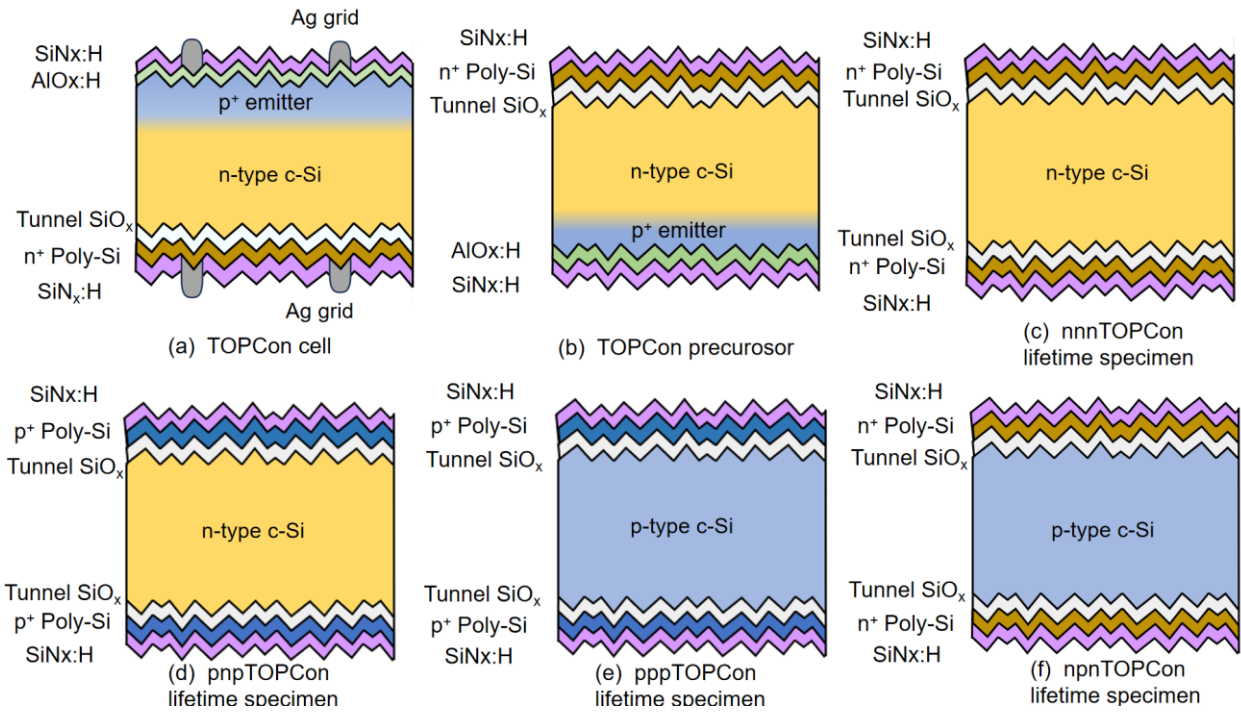 Ag grid
SiNx:H
AlOx:H
p⁺ emitter
n-type c-Si
Tunnel SiOₓ
n⁺ Poly-Si
SiNₓ:H
Ag grid
(a) TOPCon cell
SiNx:H
n⁺ Poly-Si
Tunnel SiOₓ
n-type c-Si
p⁺ emitter
AlOx:H
SiNx:H
(b) TOPCon precurosor
SiNx:H
n⁺ Poly-Si
Tunnel SiOₓ
n-type c-Si
Tunnel SiOₓ
n⁺ Poly-Si
SiNx:H
(c) nnnTOPCon
lifetime specimen
SiNx:H
p⁺ Poly-Si
Tunnel SiOₓ
n-type c-Si
Tunnel SiOₓ
p⁺ Poly-Si
SiNx:H
(d) pnpTOPCon
lifetime specimen
SiNx:H
p⁺ Poly-Si
Tunnel SiOₓ
p-type c-Si
Tunnel SiOₓ
p⁺ Poly-Si
SiNx:H
(e) pppTOPCon
lifetime specimen
SiNx:H
n⁺ Poly-Si
Tunnel SiOₓ
p-type c-Si
Tunnel SiOₓ
n⁺ Poly-Si
SiNx:H
(f) npnTOPCon
lifetime specimen